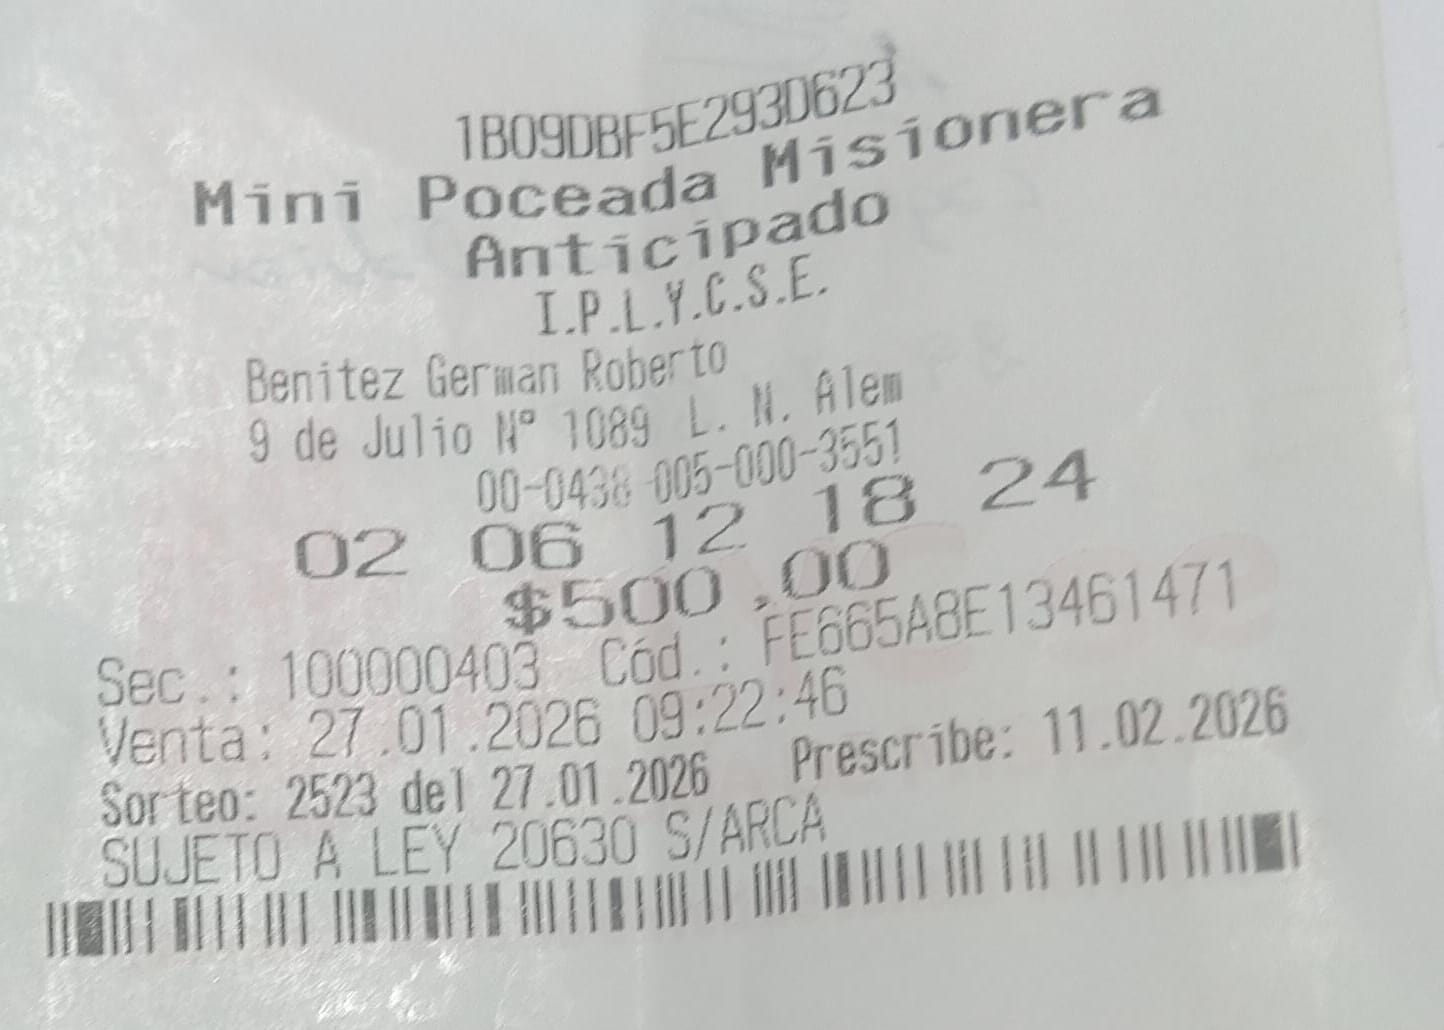 1B09DBF5E293D623
Mini Poceada Misionera
Anticipado
I.P.L.Y.C.S.E.
Benitez German Roberto
9 de Julio Nº 1089 L. N. Alem
00-0438-005-000-3551
02 06 12 18 24
$500,00
Sec.: 100000403 Cód.: FE665A8E13461471
Venta: 27.01.2026 09:22:46
Sorteo: 2523 del 27.01.2026 Prescribe: 11.02.2026
SUJETO A LEY 20630 S/ARCA